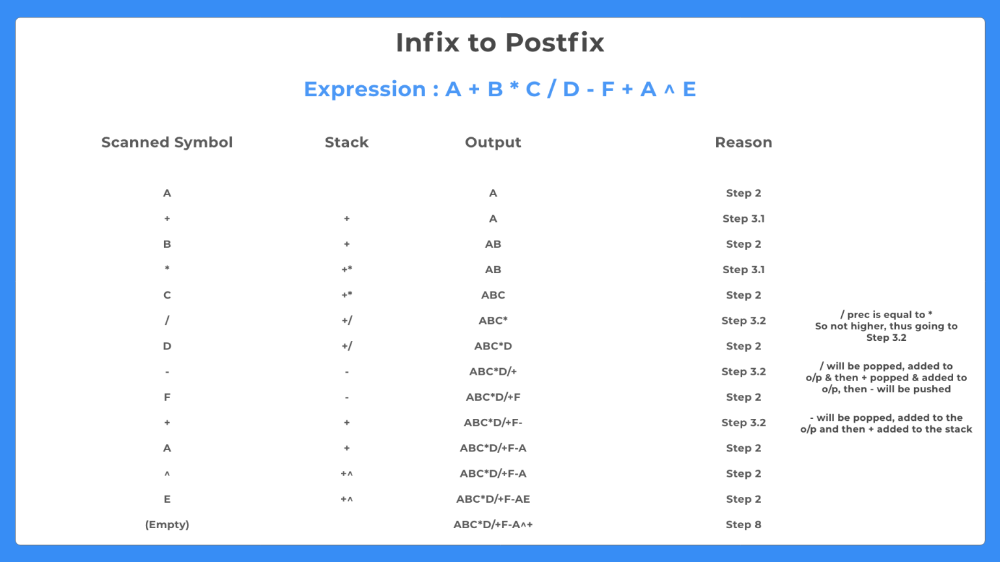 Infix to Postfix
Expression : A + B * C / D - F + A ^ E
Scanned Symbol Stack Output Reason
A A Step 2
+ + A Step 3.1
B + AB Step 2
* +* AB Step 3.1
C +* ABC Step 2
/ +/ ABC* Step 3.2
/ prec is equal to *
So not higher, thus going to
Step 3.2
D +/ ABC*D Step 2
- - ABC*D/+ Step 3.2
/ will be popped, added to
o/p & then + popped & added to
o/p, then - will be pushed
F - ABC*D/+F Step 2
+ + ABC*D/+F- Step 3.2
- will be popped, added to the
o/p and then + added to the stack
A + ABC*D/+F-A Step 2
^ +^ ABC*D/+F-A Step 2
E +^ ABC*D/+F-AE Step 2
(Empty) ABC*D/+F-A^+ Step 8